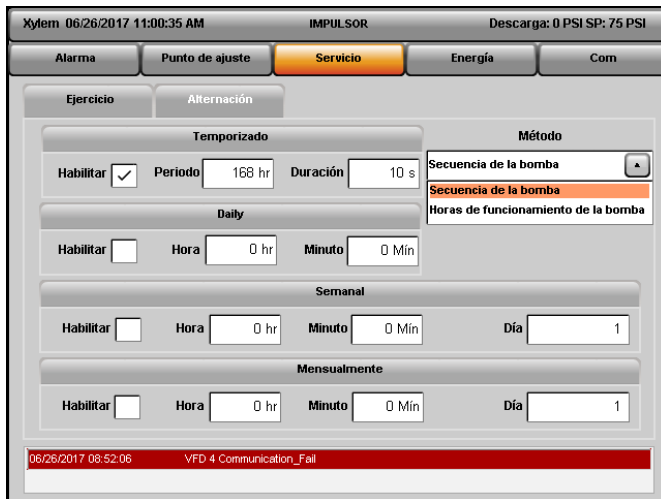 Xylem 06/26/2017 11:00:35 AM IMPULSOR Descarga: 0 PSI SP: 75 PSI
Alarma Punto de ajuste Servicio Energía Com
Ejercicio Alternación
Temporizado
Habilitar Periodo 168 hr Duración 10 s
Método
Secuencia de la bomba
Secuencia de la bomba
Horas de funcionamiento de la bomba
Daily
Habilitar Hora 0 hr Minuto 0 Mín
Semanal
Habilitar Hora 0 hr Minuto 0 Mín Día 1
Mensualmente
Habilitar Hora 0 hr Minuto 0 Mín Día 1
06/26/2017 08:52:06 VFD 4 Communication_Fail